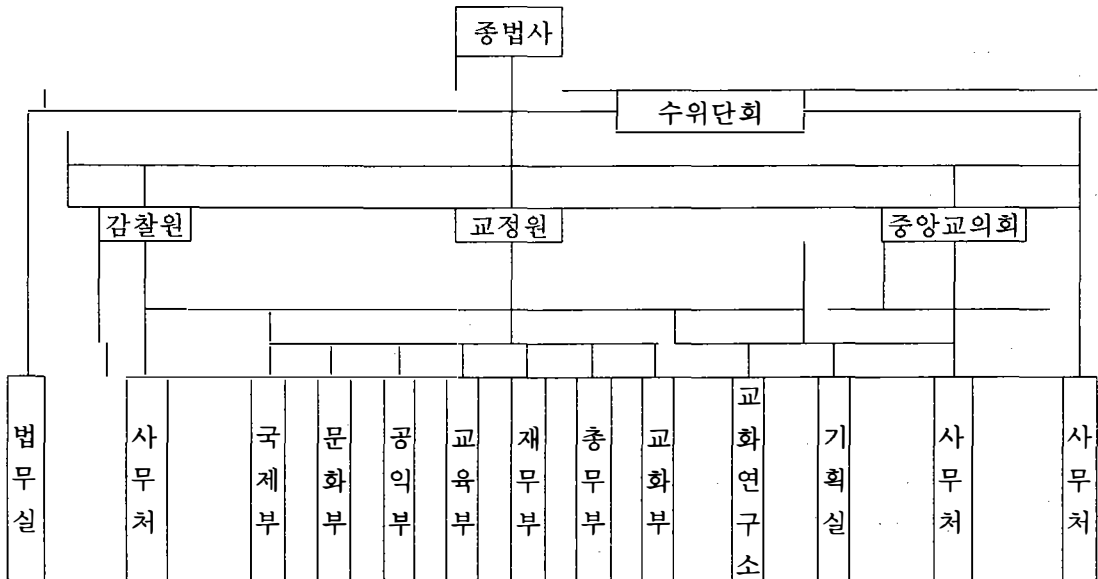 종법사
수위단회
감찰원
교정원
중앙교의회
법무실
사무처
국제부
문화부
공익부
교육부
재무부
총무부
교화부
교화연구소
기획실
사무처
사무처